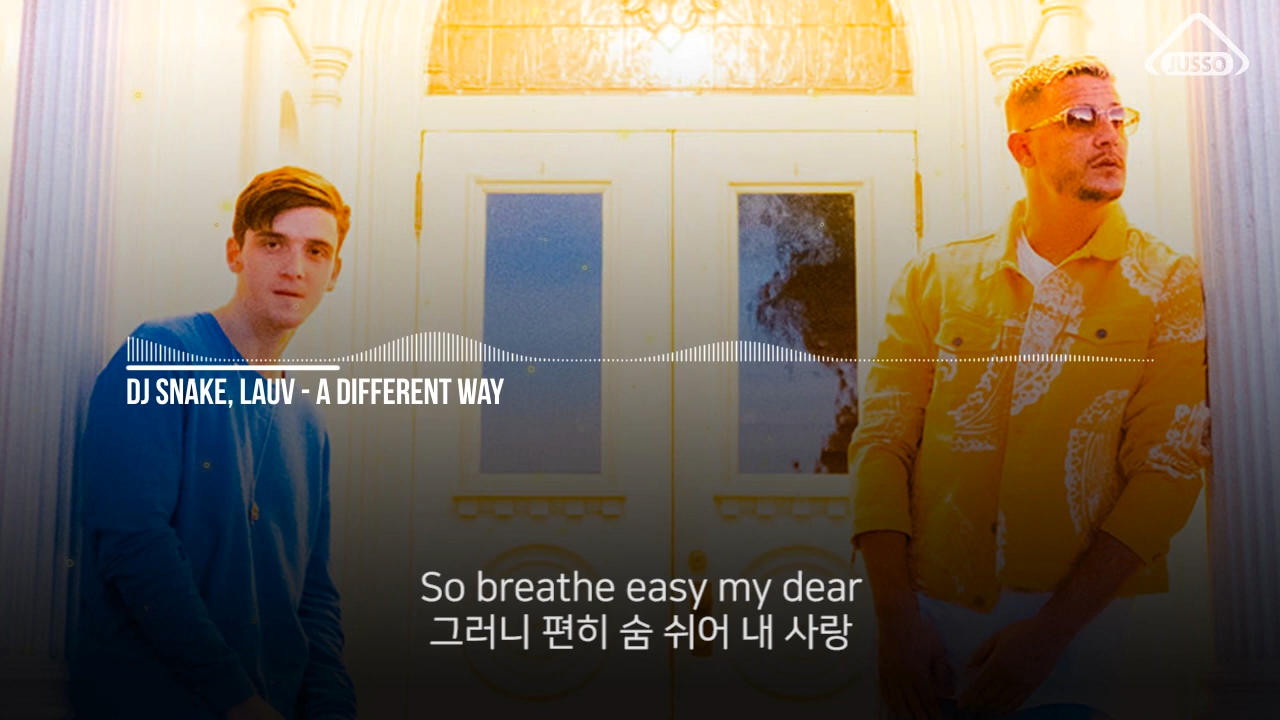 JUSSO
DJ SNAKE, LAUV - A DIFFERENT WAY
So breathe easy my dear
그러니 편히 숨 쉬어 내 사랑